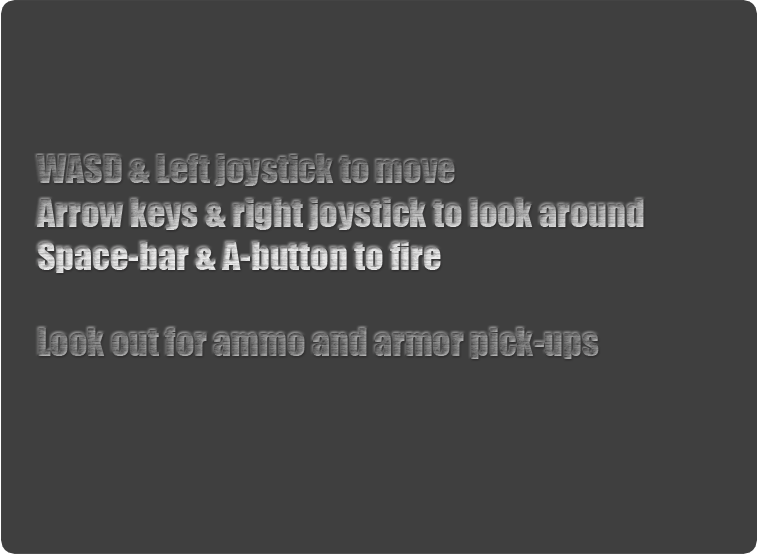 WASD & Left joystick to move
Arrow keys & right joystick to look around
Space-bar & A-button to fire
Look out for ammo and armor pick-ups